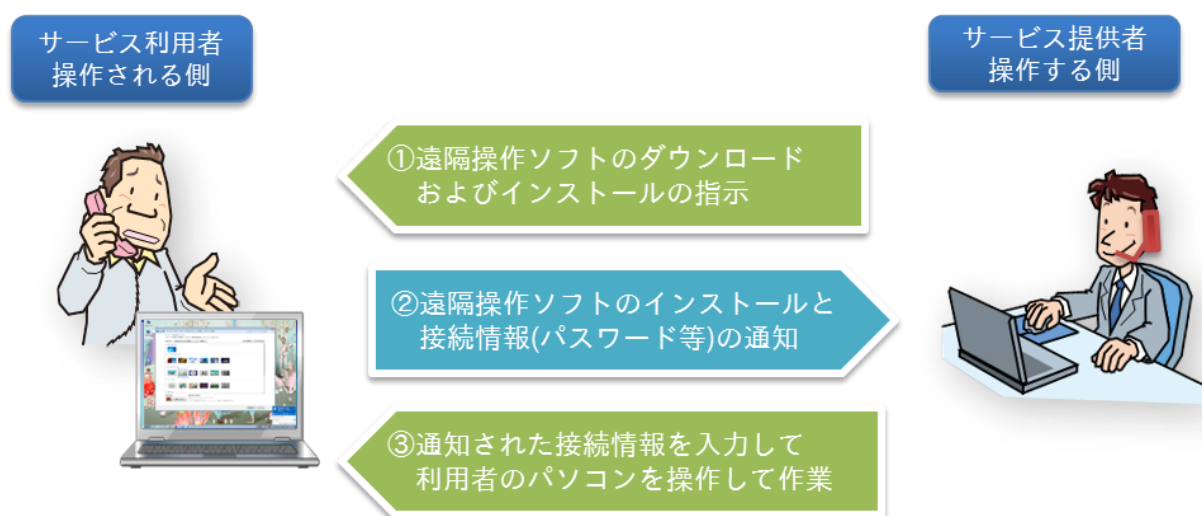 サービス利用者
操作される側
サービス提供者
操作する側
①遠隔操作ソフトのダウンロード
およびインストールの指示
②遠隔操作ソフトのインストールと
接続情報(パスワード等)の通知
③通知された接続情報を入力して
利用者のパソコンを操作して作業